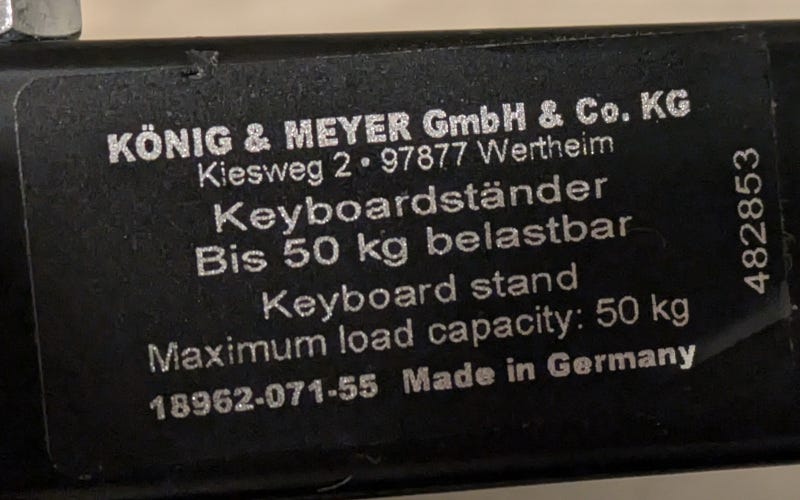 KÖNIG & MEYER GmbH & Co. KG
Kiesweg 2 • 97877 Wertheim
Keyboardständer
Bis 50 kg belastbar
Keyboard stand
Maximum load capacity: 50 kg
18962-071-55 Made in Germany
482853